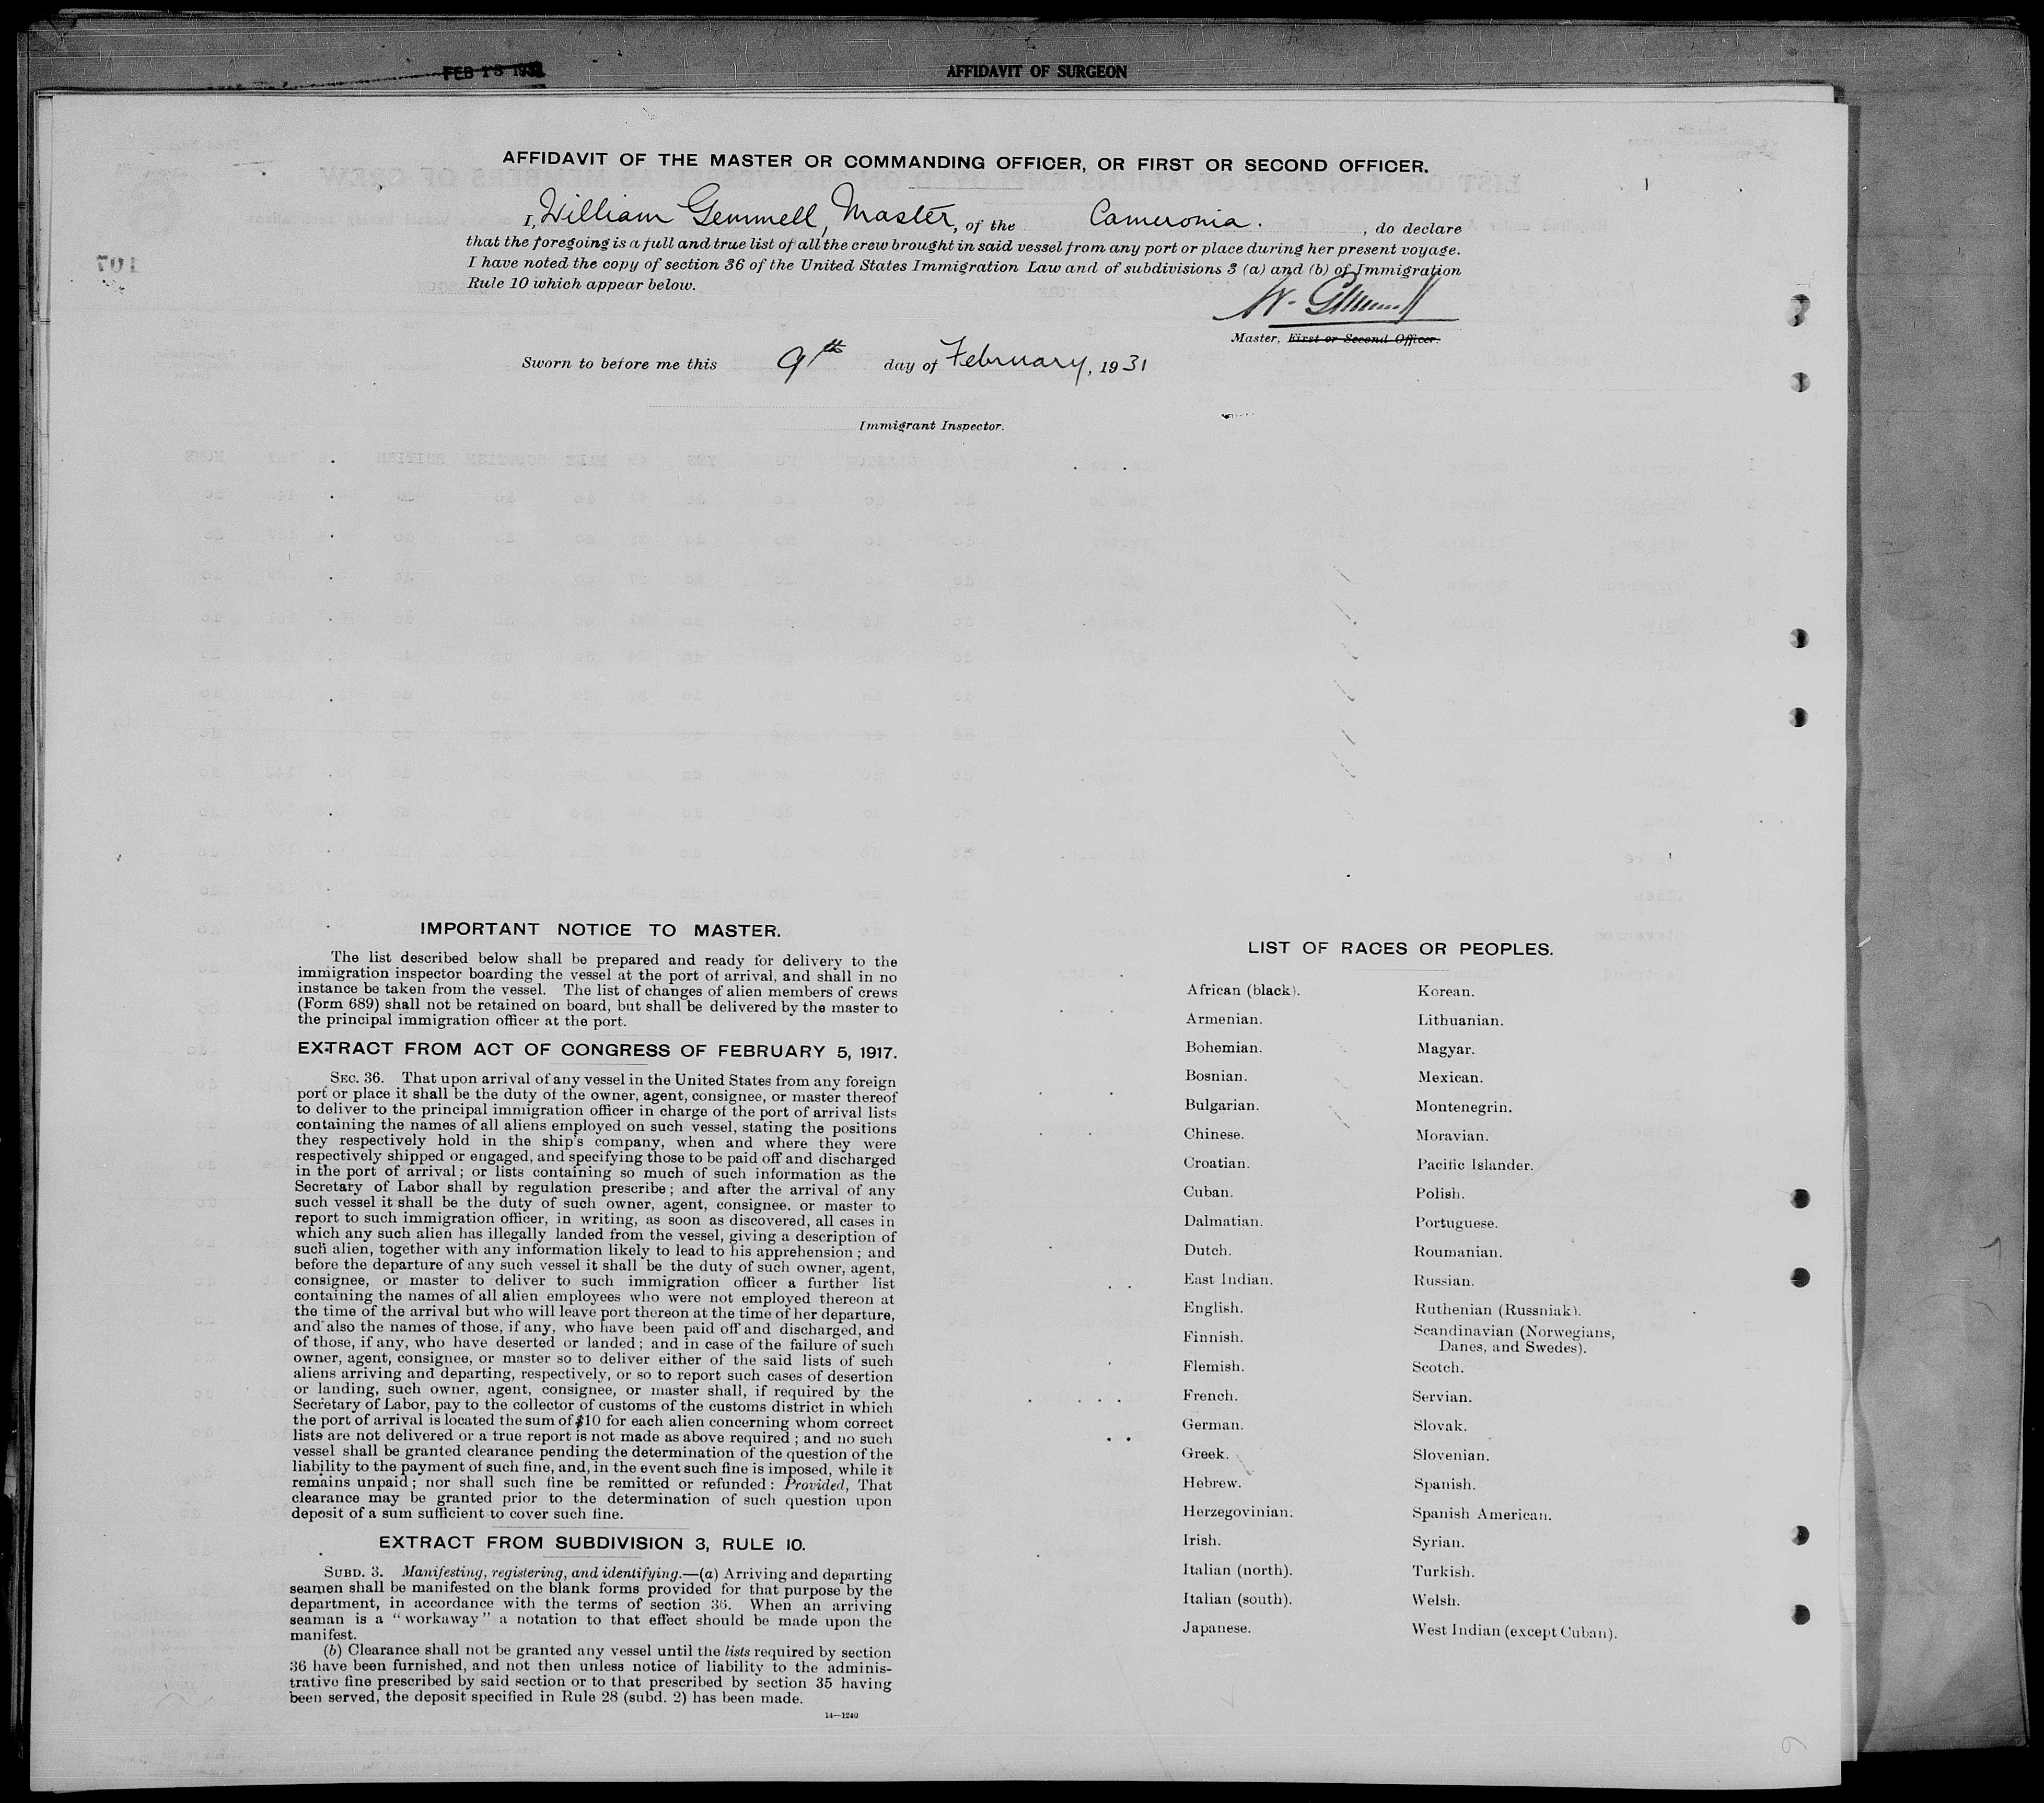 FEB 13 1931
AFFIDAVIT OF SURGEON
AFFIDAVIT OF THE MASTER OR COMMANDING OFFICER, OR FIRST OR SECOND OFFICER.
I, William Gemmell, Master, of the Cameronia. , do declare
that the foregoing is a full and true list of all the crew brought in said vessel from any port or place during her present voyage.
I have noted the copy of section 36 of the United States Immigration Law and of subdivisions 3 (a) and (b) of Immigration
Rule 10 which appear below.
W. Gemmell
Master, First or Second Officer.
Sworn to before me this 9th day of February, 1931
Immigrant Inspector.
IMPORTANT NOTICE TO MASTER.
The list described below shall be prepared and ready for delivery to the
immigration inspector boarding the vessel at the port of arrival, and shall in no
instance be taken from the vessel. The list of changes of alien members of crews
(Form 689) shall not be retained on board, but shall be delivered by the master to
the principal immigration officer at the port.
EXTRACT FROM ACT OF CONGRESS OF FEBRUARY 5, 1917.
SEC. 36. That upon arrival of any vessel in the United States from any foreign
port or place it shall be the duty of the owner, agent, consignee, or master thereof
to deliver to the principal immigration officer in charge of the port of arrival lists
containing the names of all aliens employed on such vessel, stating the positions
they respectively hold in the ship's company, when and where they were
respectively shipped or engaged, and specifying those to be paid off and discharged
in the port of arrival; or lists containing so much of such information as the
Secretary of Labor shall by regulation prescribe; and after the arrival of any
such vessel it shall be the duty of such owner, agent, consignee, or master to
report to such immigration officer, in writing, as soon as discovered, all cases in
which any such alien has illegally landed from the vessel, giving a description of
such alien, together with any information likely to lead to his apprehension; and
before the departure of any such vessel it shall be the duty of such owner, agent,
consignee, or master to deliver to such immigration officer a further list
containing the names of all alien employees who were not employed thereon at
the time of the arrival but who will leave port thereon at the time of her departure,
and also the names of those, if any, who have been paid off and discharged, and
of those, if any, who have deserted or landed; and in case of the failure of such
owner, agent, consignee, or master so to deliver either of the said lists of such
aliens arriving and departing, respectively, or so to report such cases of desertion
or landing, such owner, agent, consignee, or master shall, if required by the
Secretary of Labor, pay to the collector of customs of the customs district in which
the port of arrival is located the sum of $10 for each alien concerning whom correct
lists are not delivered or a true report is not made as above required; and no such
vessel shall be granted clearance pending the determination of the question of the
liability to the payment of such fine, and, in the event such fine is imposed, while it
remains unpaid; nor shall such fine be remitted or refunded: Provided, That
clearance may be granted prior to the determination of such question upon
deposit of a sum sufficient to cover such fine.
EXTRACT FROM SUBDIVISION 3, RULE 10.
SUBD. 3. Manifesting, registering, and identifying.—(a) Arriving and departing
seamen shall be manifested on the blank forms provided for that purpose by the
department, in accordance with the terms of section 36. When an arriving
seaman is a "workaway" a notation to that effect should be made upon the
manifest.
(b) Clearance shall not be granted any vessel until the lists required by section
36 have been furnished, and not then unless notice of liability to the adminis-
trative fine prescribed by said section or to that prescribed by section 35 having
been served, the deposit specified in Rule 28 (subd. 2) has been made.
14—1240
LIST OF RACES OR PEOPLES.
African (black).
Armenian.
Bohemian.
Bosnian.
Bulgarian.
Chinese.
Croatian.
Cuban.
Dalmatian.
Dutch.
East Indian.
English.
Finnish.
Flemish.
French.
German.
Greek.
Hebrew.
Herzegovinian.
Irish.
Italian (north).
Italian (south).
Japanese.
Korean.
Lithuanian.
Magyar.
Mexican.
Montenegrin.
Moravian.
Pacific Islander.
Polish.
Portuguese.
Roumanian.
Russian.
Ruthenian (Russniak).
Scandinavian (Norwegians,
Danes, and Swedes).
Scotch.
Servian.
Slovak.
Slovenian.
Spanish.
Spanish American.
Syrian.
Turkish.
Welsh.
West Indian (except Cuban).